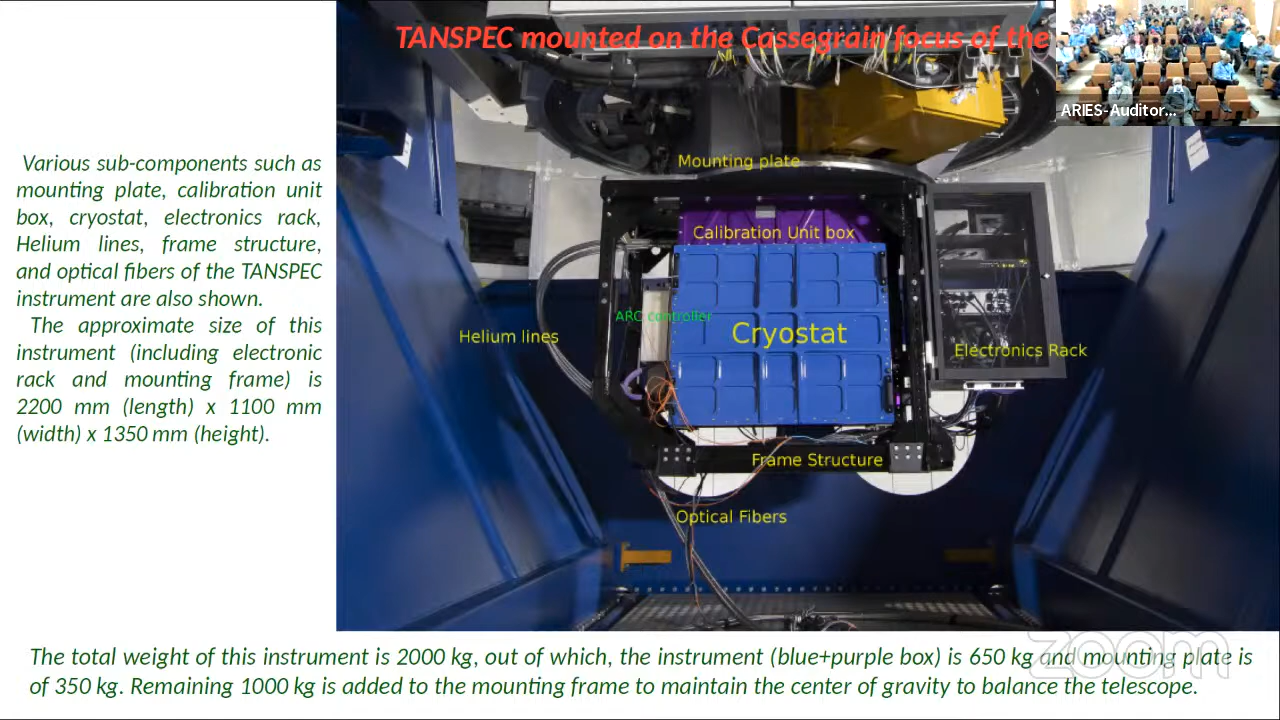 TANSPEC mounted on the Cassegrain focus of the
ARIES-Auditor...
Various sub-components such as
mounting plate, calibration unit
box, cryostat, electronics rack,
Helium lines, frame structure,
and optical fibers of the TANSPEC
instrument are also shown.
The approximate size of this
instrument (including electronic
rack and mounting frame) is
2200 mm (length) x 1100 mm
(width) x 1350 mm (height).
Mounting plate
Calibration Unit box
ARC controller
Cryostat
Helium lines
Electronics Rack
Frame Structure
Optical Fibers
The total weight of this instrument is 2000 kg, out of which, the instrument (blue+purple box) is 650 kg and mounting plate is
of 350 kg. Remaining 1000 kg is added to the mounting frame to maintain the center of gravity to balance the telescope.
zoom